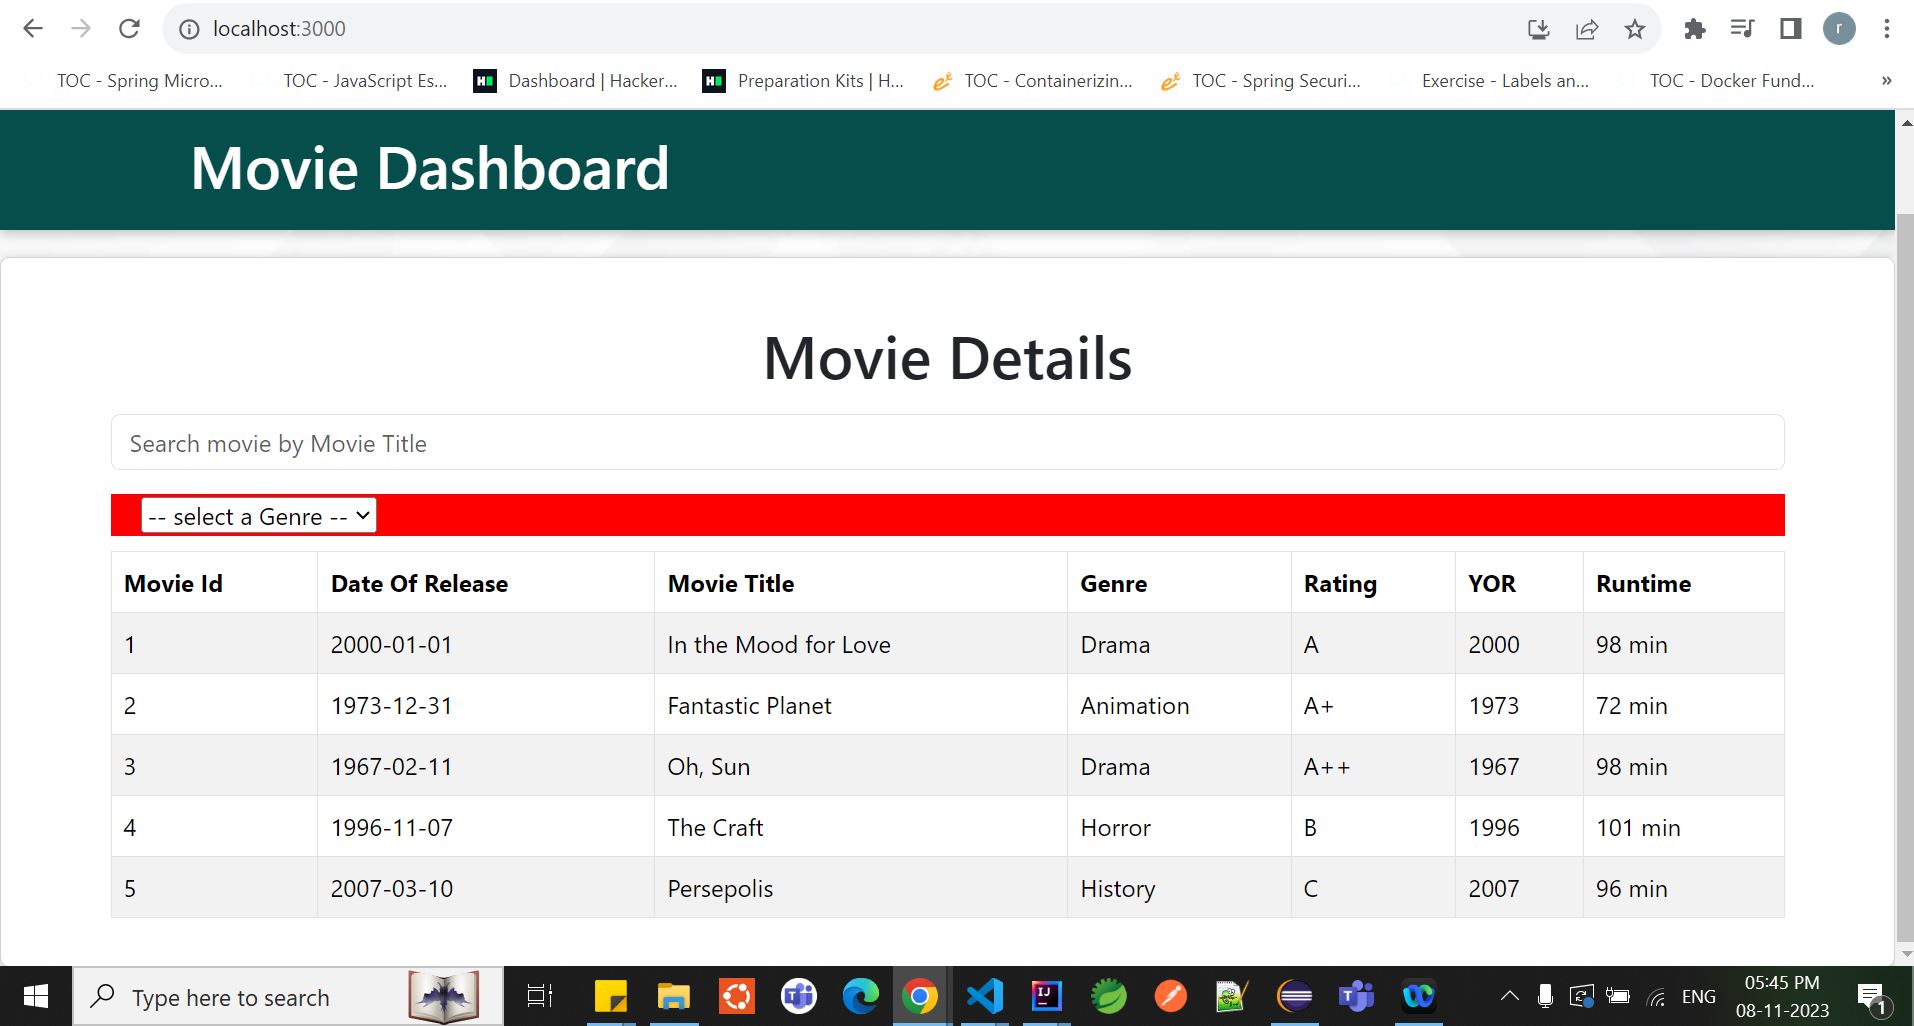 localhost:3000
r
TOC - Spring Micro...
TOC - JavaScript Es...
Dashboard | Hacker...
Preparation Kits | H...
TOC - Containerizin...
TOC - Spring Securi...
Exercise - Labels an...
TOC - Docker Fund...
»
Movie Dashboard
Movie Details
Search movie by Movie Title
-- select a Genre --
Movie Id Date Of Release Movie Title Genre Rating YOR Runtime
1 2000-01-01 In the Mood for Love Drama A 2000 98 min
2 1973-12-31 Fantastic Planet Animation A+ 1973 72 min
3 1967-02-11 Oh, Sun Drama A++ 1967 98 min
4 1996-11-07 The Craft Horror B 1996 101 min
5 2007-03-10 Persepolis History C 2007 96 min
Type here to search
ENG
05:45 PM
08-11-2023
1